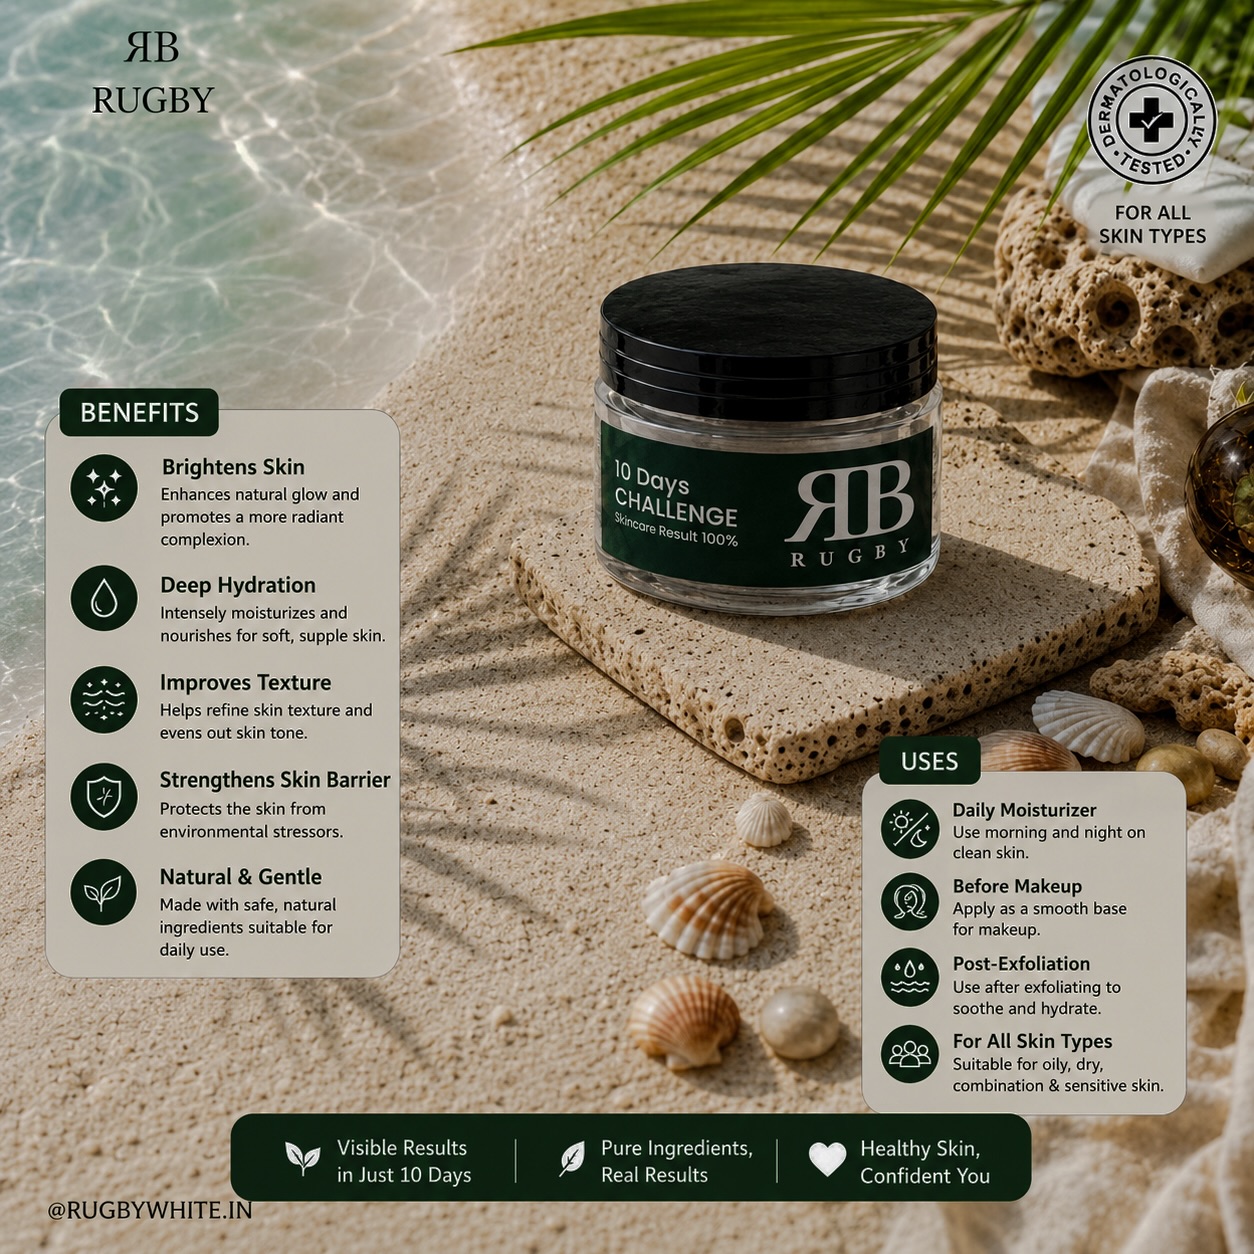 ЯB
RUGBY
DERMATOLOGICALLY
• TESTED •
FOR ALL
SKIN TYPES
10 Days
CHALLENGE
Skincare Result 100%
ЯB
RUGBY
BENEFITS
Brightens Skin
Enhances natural glow and
promotes a more radiant
complexion.
Deep Hydration
Intensely moisturizes and
nourishes for soft, supple skin.
Improves Texture
Helps refine skin texture and
evens out skin tone.
Strengthens Skin Barrier
Protects the skin from
environmental stressors.
Natural & Gentle
Made with safe, natural
ingredients suitable for
daily use.
USES
Daily Moisturizer
Use morning and night on
clean skin.
Before Makeup
Apply as a smooth base
for makeup.
Post-Exfoliation
Use after exfoliating to
soothe and hydrate.
For All Skin Types
Suitable for oily, dry,
combination & sensitive skin.
Visible Results
in Just 10 Days
Pure Ingredients,
Real Results
Healthy Skin,
Confident You
@RUGBYWHITE.IN